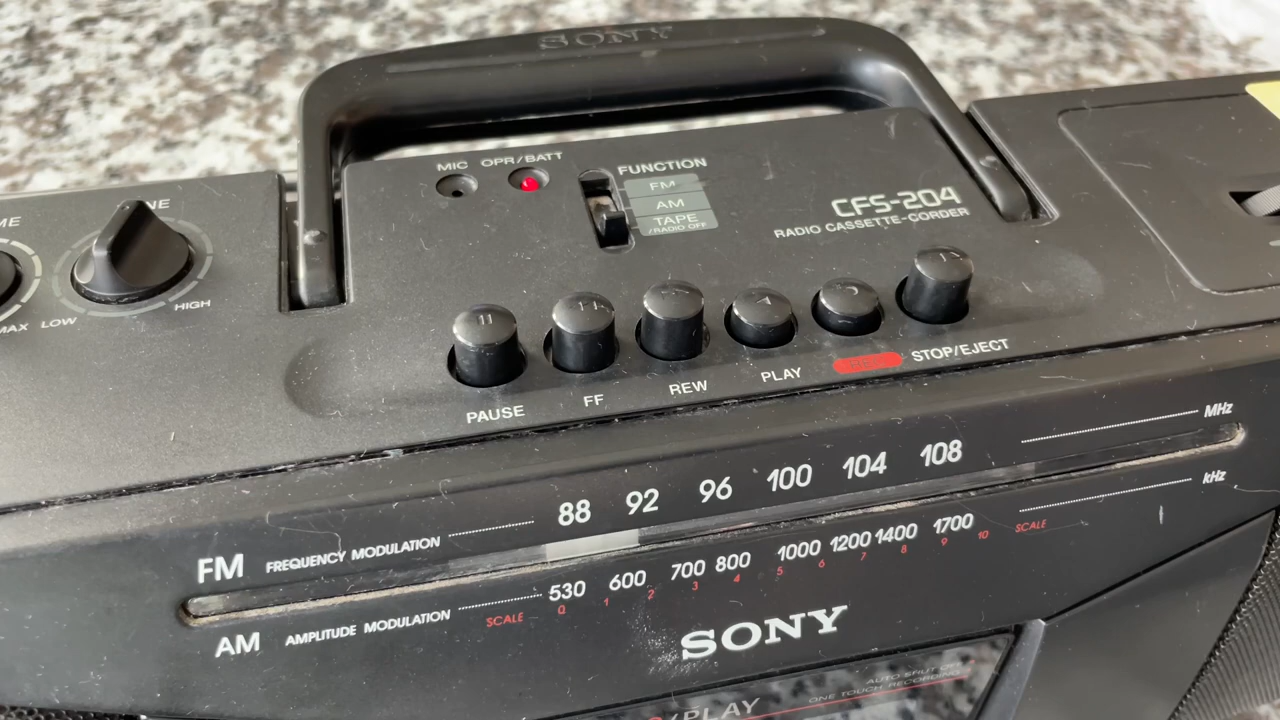 SONY
MIC OPR/BATT
FUNCTION
FM
AM
TAPE
/RADIO OFF
CFS-204
RADIO CASSETTE-CORDER
MAX
LOW
HIGH
PAUSE
FF
REW
PLAY
STOP/EJECT
MHz
88 92 96 100 104 108
FM FREQUENCY MODULATION
kHz
530 600 700 800 1000 1200 1400 1700
SCALE 0 1 2 3 4 5 6 7 8 9 10 SCALE
AM AMPLITUDE MODULATION
SONY
AUTO SHUT OFF
ONE TOUCH RECORDING
/PLAY